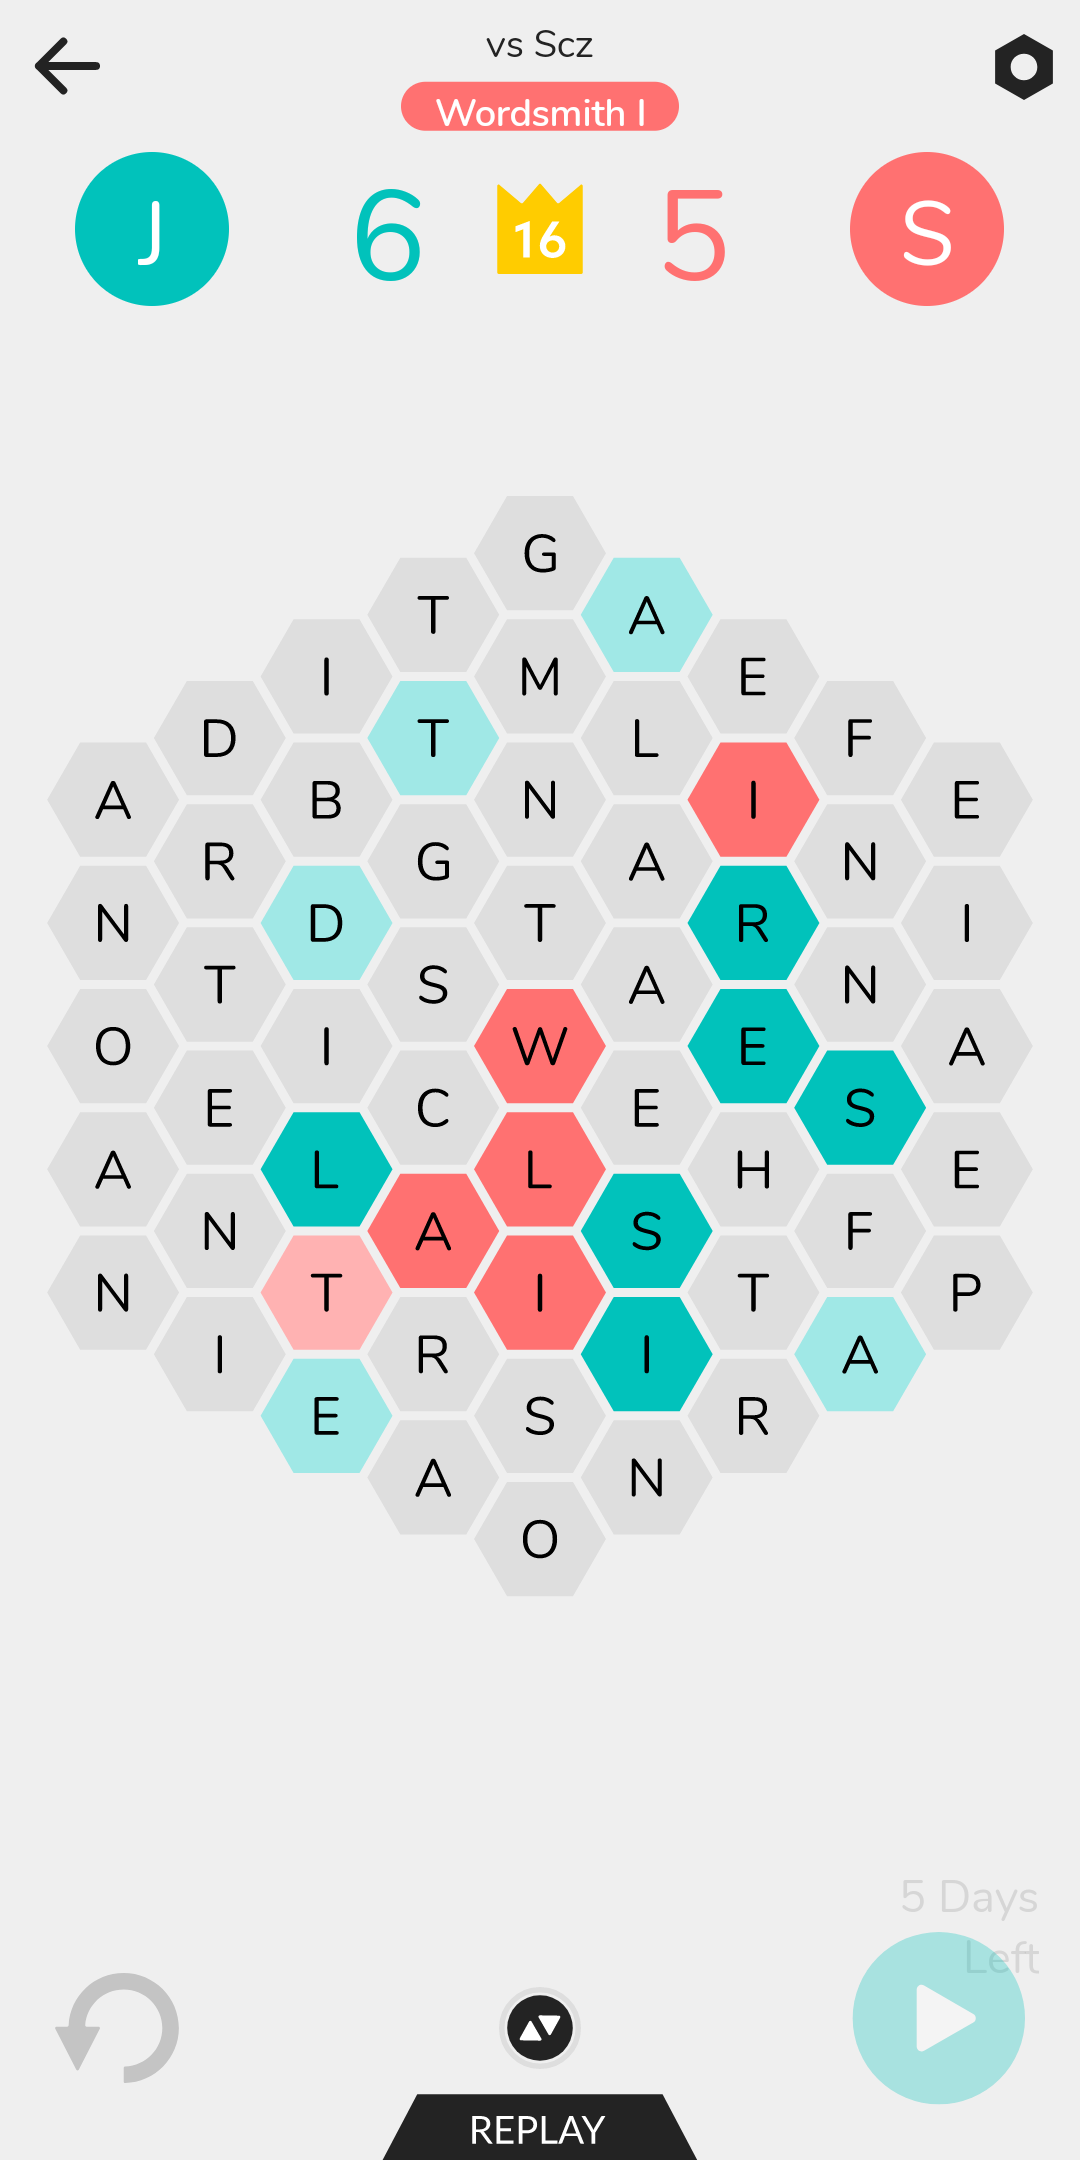 vs Scz
Wordsmith I
J 6 16 5 S
G
T A
I M E
D T L F
A B N I E
R G A N
N D T R I
T S A N
O I W E A
E C E S
A L L H E
N A S F
N T I T P
I R I A
E S R
A N
O
5 Days
Left
REPLAY